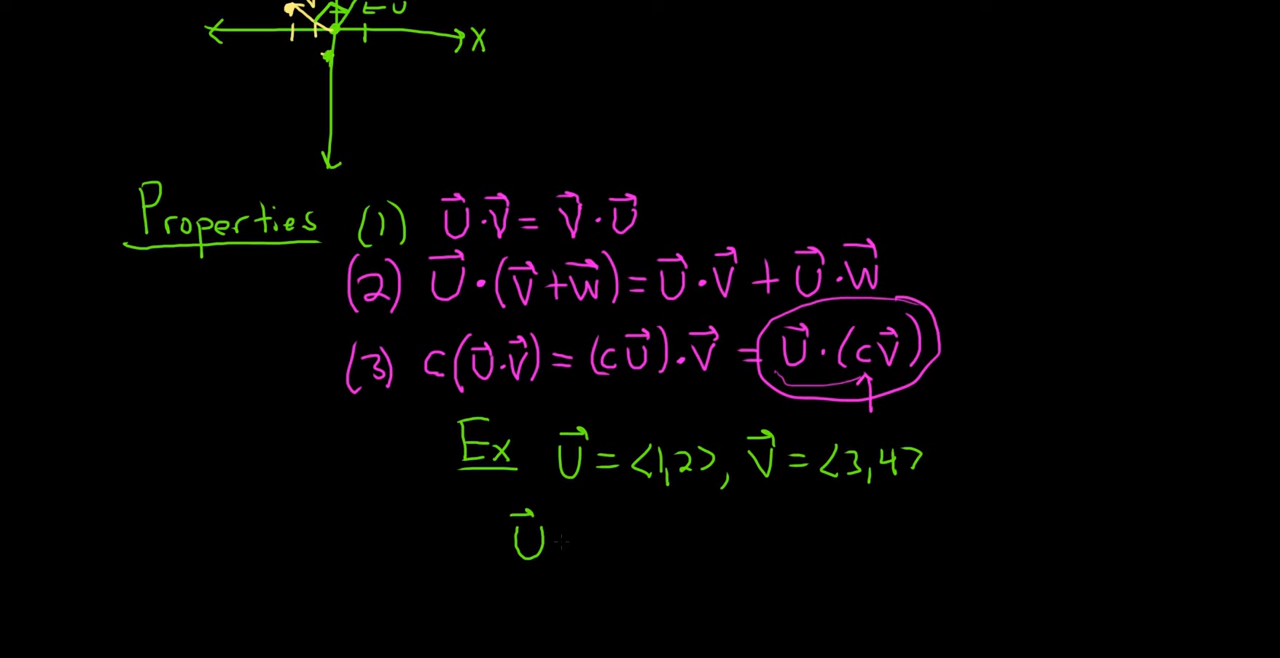 ← U
X
Properties (1) U⃗·V⃗ = V⃗·U⃗
(2) U⃗·(V⃗+W⃗) = U⃗·V⃗ + U⃗·W⃗
(3) c(U⃗·V⃗) = (cU⃗)·V⃗ = U⃗·(cV⃗)
Ex U⃗ = <1,2>, V⃗ = <3,4>
U⃗